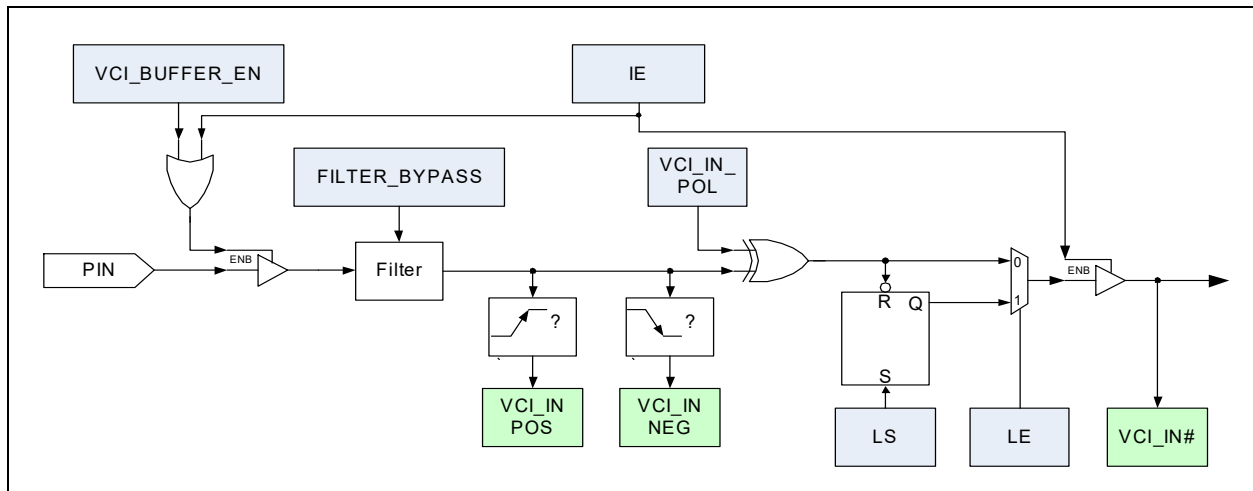 VCI_BUFFER_EN
IE
FILTER_BYPASS
VCI_IN_
POL
PIN
ENB
Filter
0
1
ENB
R
Q
S
?
?
VCI_IN
POS
VCI_IN
NEG
LS
LE
VCI_IN#